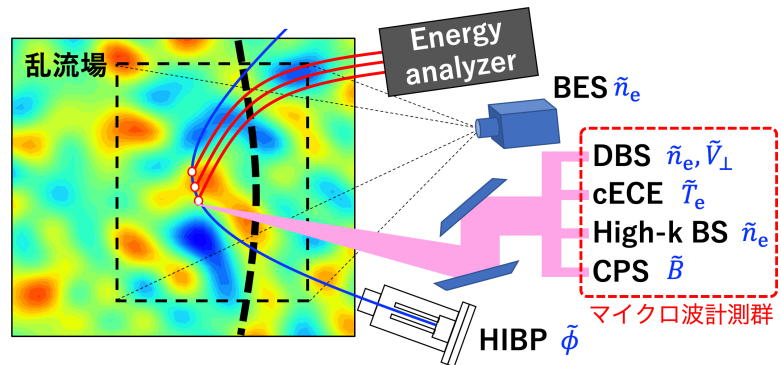 乱流場
Energy
analyzer
BES ñₑ
DBS ñₑ, Ṽ⊥
cECE T̃ₑ
High-k BS ñₑ
CPS B̃
マイクロ波計測群
HIBP ϕ̃